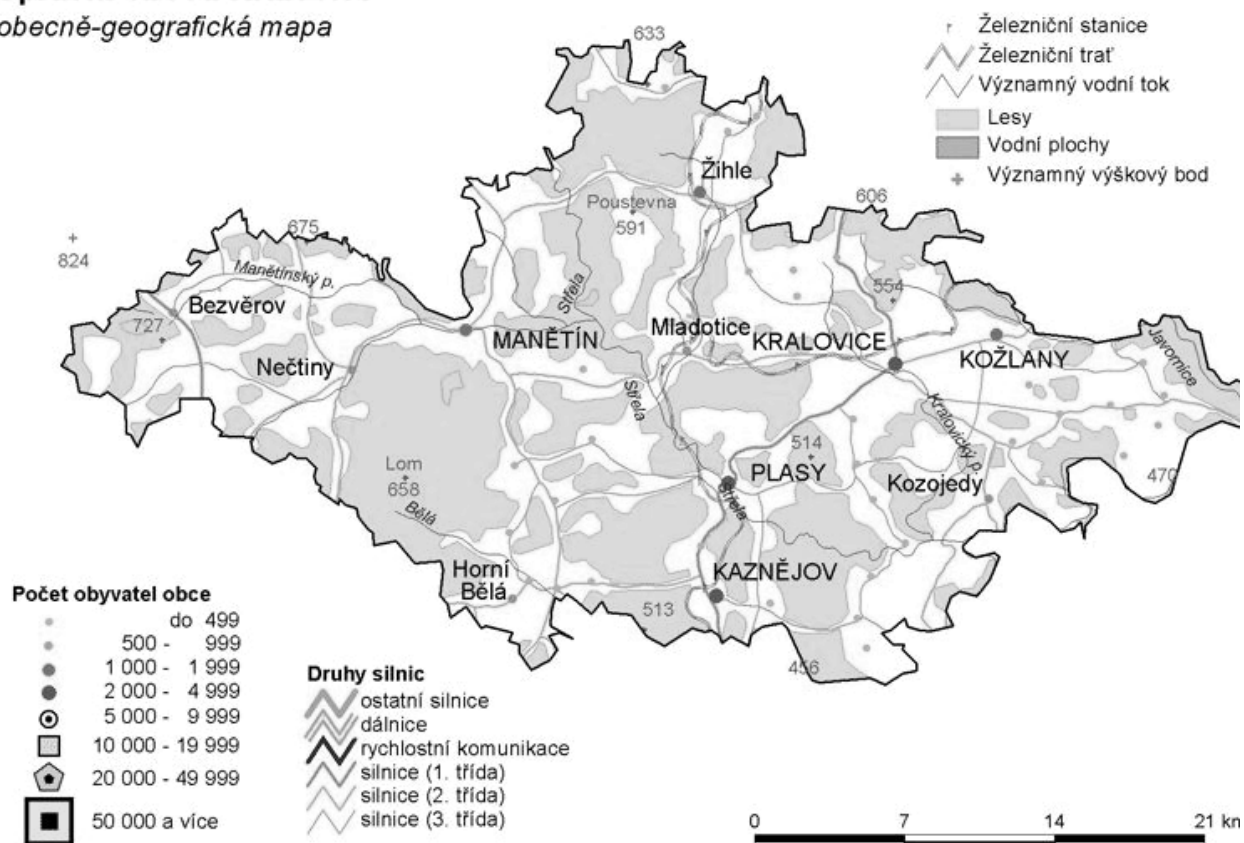 obecně-geografická mapa
Železniční stanice
Železniční trať
Významný vodní tok
Lesy
Vodní plochy
Významný výškový bod
633
Žihle
Poustevna
591
606
675
824
Manětínský p.
Bezvěrov
727
Střela
554
MANĚTÍN
Mladotice
KRALOVICE
KOŽLANY
Javornice
Nečtiny
Střela
Kralovický p.
514
Lom
658
PLASY
Kozojedy
470
Střela
Bělá
Horní
Bělá
KAZNĚJOV
513
456
Počet obyvatel obce
do 499
500 - 999
1 000 - 1 999
2 000 - 4 999
5 000 - 9 999
10 000 - 19 999
20 000 - 49 999
50 000 a více
Druhy silnic
ostatní silnice
dálnice
rychlostní komunikace
silnice (1. třída)
silnice (2. třída)
silnice (3. třída)
0 7 14 21 km